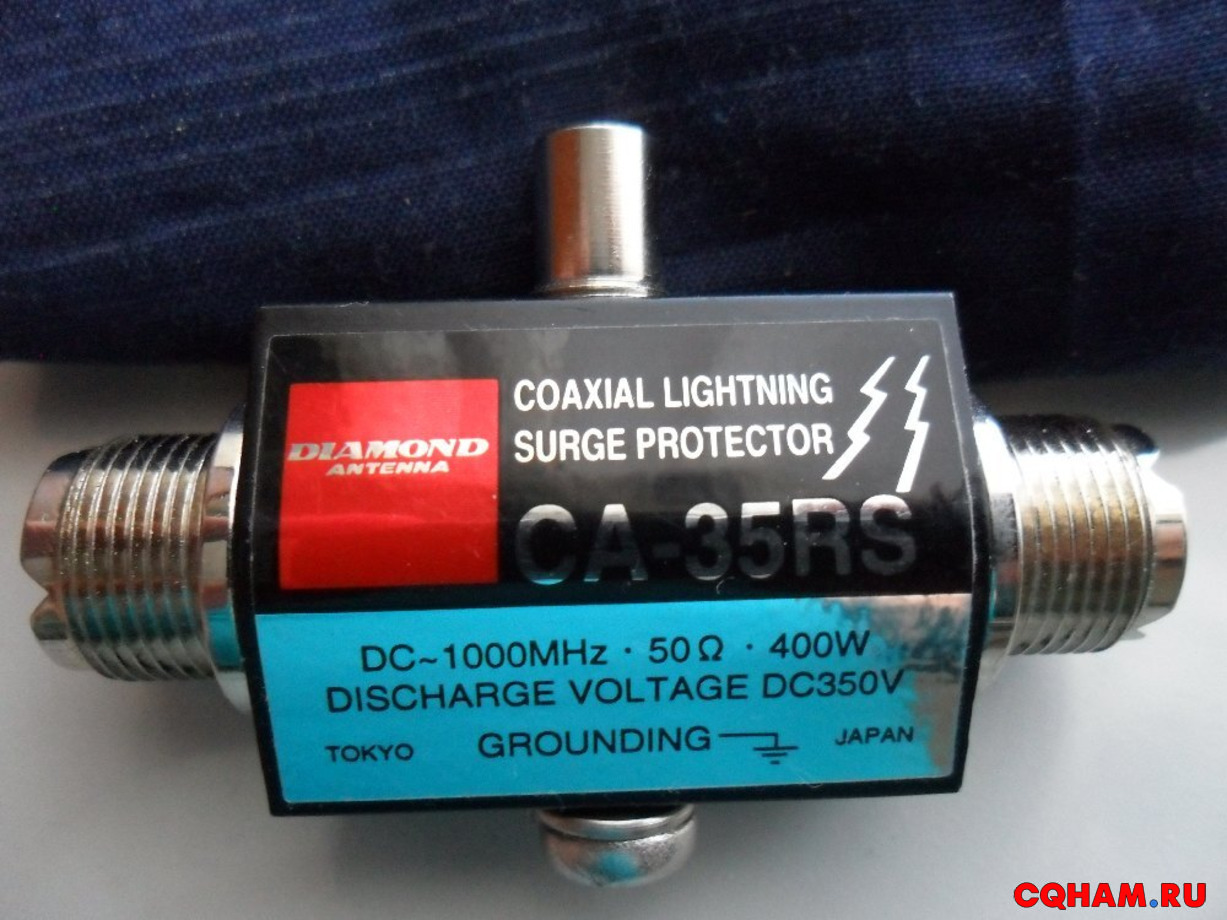 DIAMOND
ANTENNA
COAXIAL LIGHTNING
SURGE PROTECTOR
CA-35RS
DC~1000MHz · 50Ω · 400W
DISCHARGE VOLTAGE DC350V
TOKYO GROUNDING JAPAN
CQHAM.RU